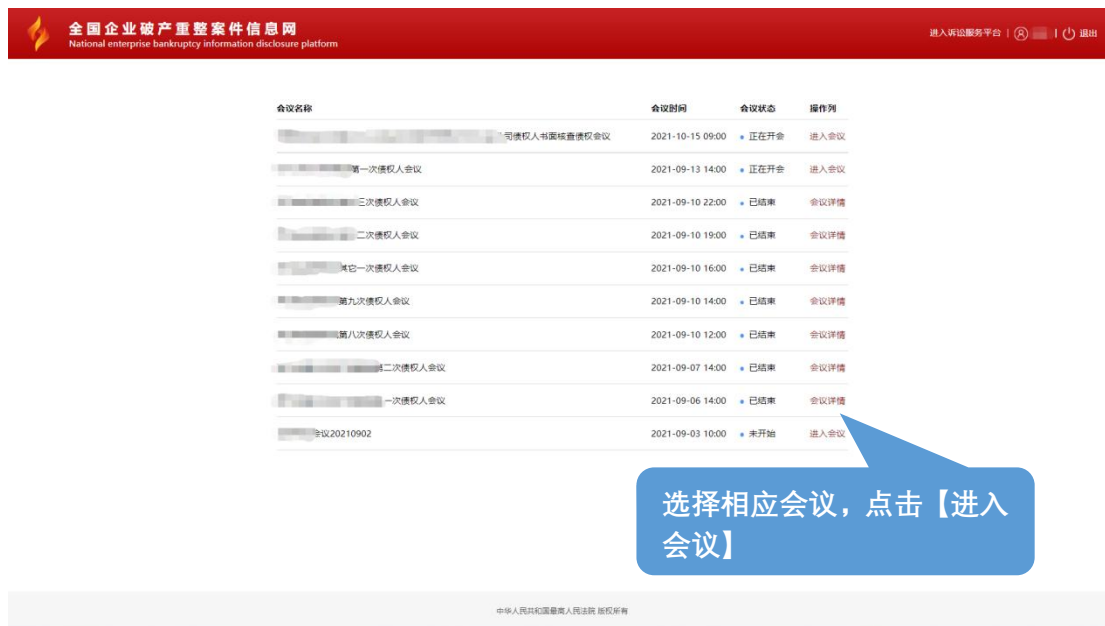 全国企业破产重整案件信息网
National enterprise bankruptcy information disclosure platform
进入诉讼服务平台 | | 退出
会议名称 会议时间 会议状态 操作列
司债权人书面核查债权会议 2021-10-15 09:00 正在开会 进入会议
第一次债权人会议 2021-09-13 14:00 正在开会 进入会议
三次债权人会议 2021-09-10 22:00 已结束 会议详情
二次债权人会议 2021-09-10 19:00 已结束 会议详情
其它一次债权人会议 2021-09-10 16:00 已结束 会议详情
第九次债权人会议 2021-09-10 14:00 已结束 会议详情
第八次债权人会议 2021-09-10 12:00 已结束 会议详情
第二次债权人会议 2021-09-07 14:00 已结束 会议详情
一次债权人会议 2021-09-06 14:00 已结束 会议详情
会议20210902 2021-09-03 10:00 未开始 进入会议
选择相应会议，点击【进入
会议】
中华人民共和国最高人民法院 版权所有